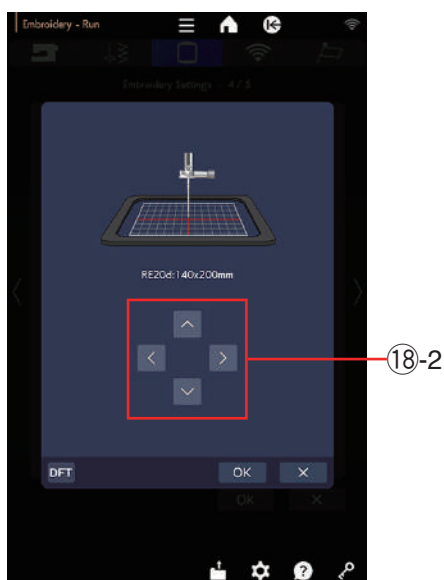 Embroidery - Run
Embroidery Settings - 4 / 5
RE20d:140x200mm
⑱-2
DFT OK X
OK X